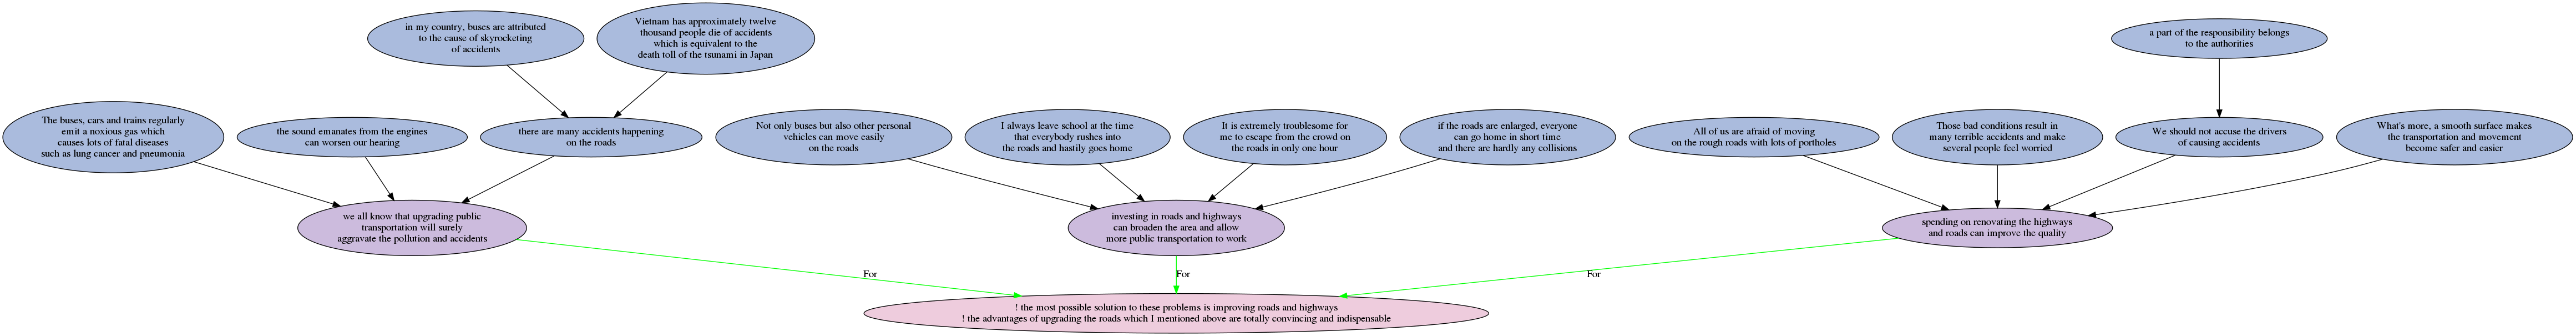 in my country, buses are attributed
to the cause of skyrocketing
of accidents
Vietnam has approximately twelve
thousand people die of accidents
which is equivalent to the
death toll of the tsunami in Japan
a part of the responsibility belongs
to the authorities
The buses, cars and trains regularly
emit a noxious gas which
causes lots of fatal diseases
such as lung cancer and pneumonia
the sound emanates from the engines
can worsen our hearing
there are many accidents happening
on the roads
Not only buses but also other personal
vehicles can move easily
on the roads
I always leave school at the time
that everybody rushes into
the roads and hastily goes home
It is extremely troublesome for
me to escape from the crowd on
the roads in only one hour
if the roads are enlarged, everyone
can go home in short time
and there are hardly any collisions
All of us are afraid of moving
on the rough roads with lots of portholes
Those bad conditions result in
many terrible accidents and make
several people feel worried
We should not accuse the drivers
of causing accidents
What's more, a smooth surface makes
the transportation and movement
become safer and easier
we all know that upgrading public
transportation will surely
aggravate the pollution and accidents
investing in roads and highways
can broaden the area and allow
more public transportation to work
spending on renovating the highways
and roads can improve the quality
For
For
For
! the most possible solution to these problems is improving roads and highways
! the advantages of upgrading the roads which I mentioned above are totally convincing and indispensable